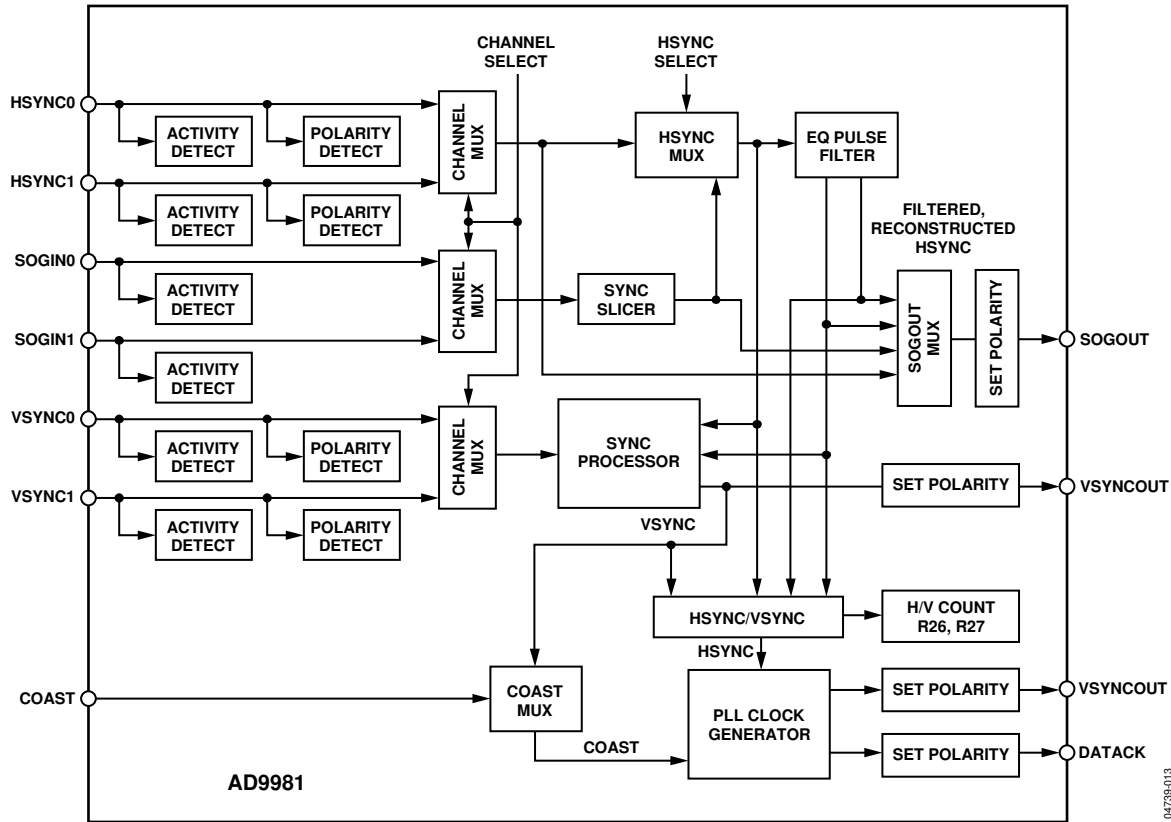 CHANNEL
SELECT
HSYNC
SELECT
HSYNC0
ACTIVITY
DETECT
POLARITY
DETECT
CHANNEL
MUX
HSYNC
MUX
EQ PULSE
FILTER
HSYNC1
ACTIVITY
DETECT
POLARITY
DETECT
FILTERED,
RECONSTRUCTED
HSYNC
SOGIN0
ACTIVITY
DETECT
CHANNEL
MUX
SYNC
SLICER
SOGOUT
MUX
SET POLARITY
SOGOUT
SOGIN1
ACTIVITY
DETECT
VSYNC0
ACTIVITY
DETECT
POLARITY
DETECT
CHANNEL
MUX
SYNC
PROCESSOR
SET POLARITY
VSYNCOUT
VSYNC1
ACTIVITY
DETECT
POLARITY
DETECT
VSYNC
HSYNC/VSYNC
H/V COUNT
R26, R27
HSYNC
COAST
COAST
MUX
COAST
PLL CLOCK
GENERATOR
SET POLARITY
VSYNCOUT
SET POLARITY
DATACK
AD9981
04739-013